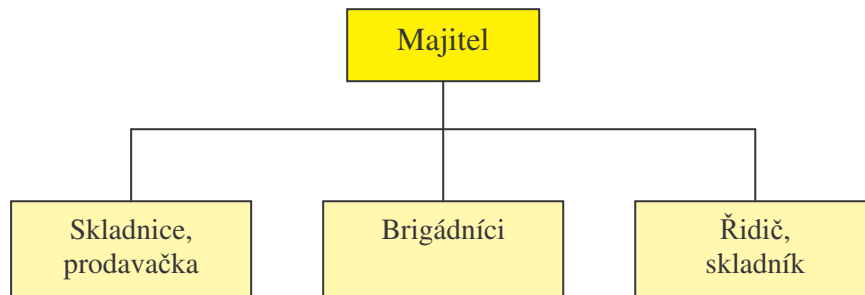 Majitel
Skladnice,
prodavačka
Brigádníci
Řidič,
skladník